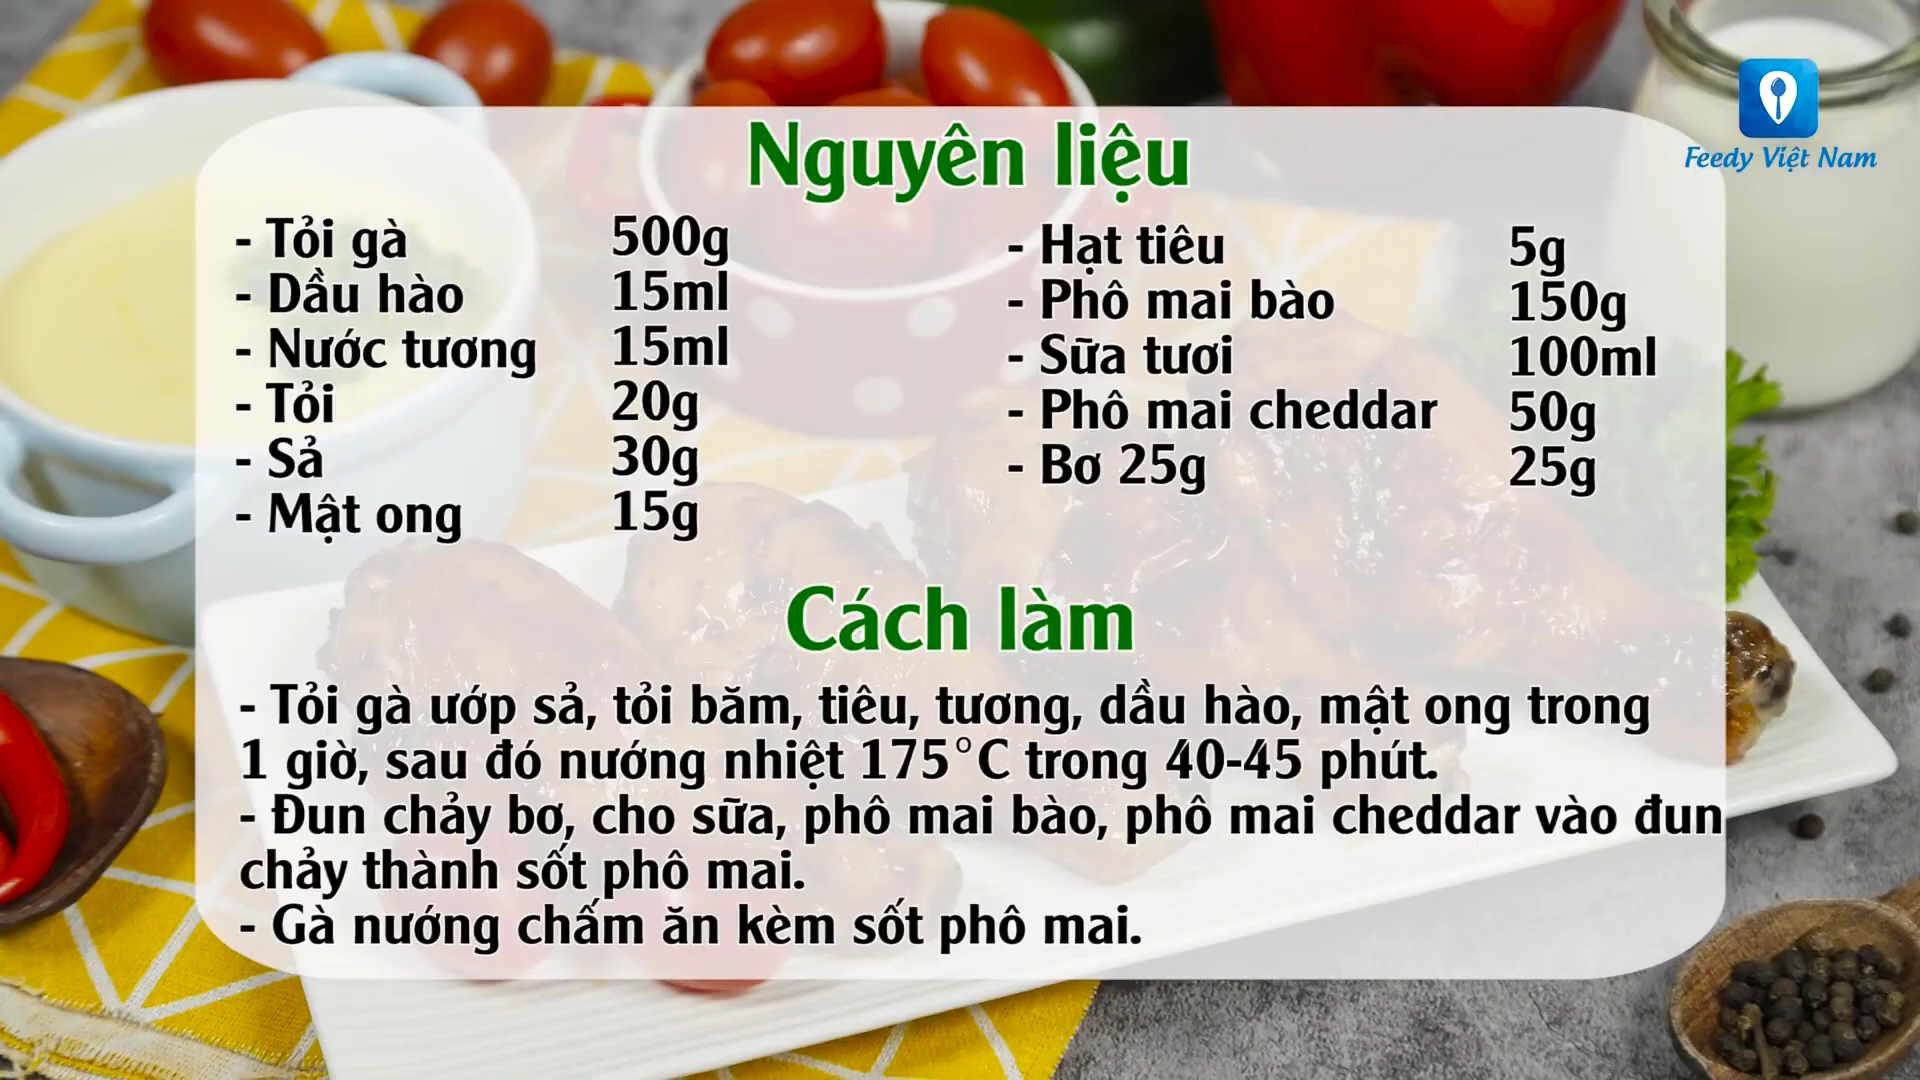 Feedy Việt Nam
Nguyên liệu
- Tỏi gà 500g
- Dầu hào 15ml
- Nước tương 15ml
- Tỏi 20g
- Sả 30g
- Mật ong 15g
- Hạt tiêu 5g
- Phô mai bào 150g
- Sữa tươi 100ml
- Phô mai cheddar 50g
- Bơ 25g 25g
Cách làm
- Tỏi gà ướp sả, tỏi băm, tiêu, tương, dầu hào, mật ong trong
1 giờ, sau đó nướng nhiệt 175°C trong 40-45 phút.
- Đun chảy bơ, cho sữa, phô mai bào, phô mai cheddar vào đun
chảy thành sốt phô mai.
- Gà nướng chấm ăn kèm sốt phô mai.